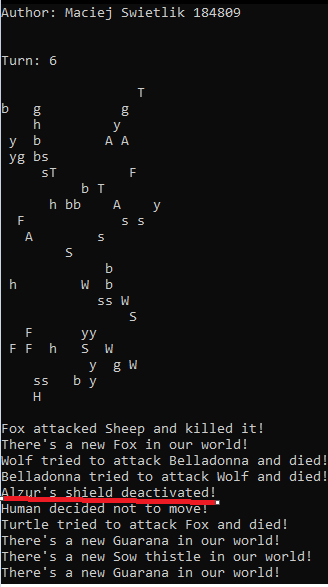 Author: Maciej Swietlik 184809
Turn: 6
                 T
b   g          g
    h         y
 y  b        A A
 yg bs
     sT         F
          b T
      h bb    A    y
  F            s s
   A        s
        S
             b
 h        W  b
            ss W
                S
   F      yy
 F F  h   S  W
           y  g W
    ss   b y
    H
Fox attacked Sheep and killed it!
There's a new Fox in our world!
Wolf tried to attack Belladonna and died!
Belladonna tried to attack Wolf and died!
Alzur's shield deactivated!
Human decided not to move!
Turtle tried to attack Fox and died!
There's a new Guarana in our world!
There's a new Sow thistle in our world!
There's a new Guarana in our world!